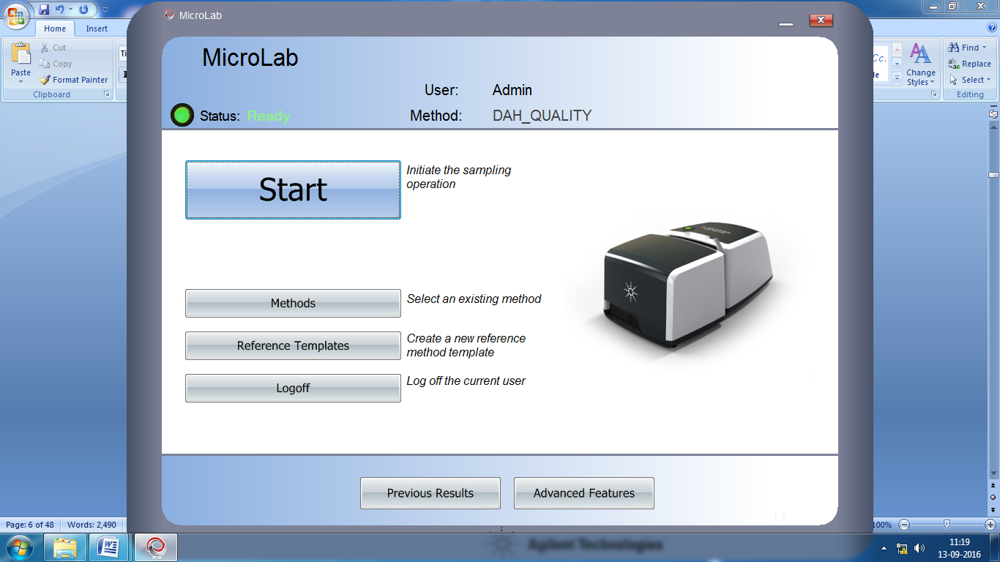 MicroLab
Home
Insert
Cut
Copy
Paste
Format Painter
Clipboard
MicroLab
User: Admin
Status: Ready
Method: DAH_QUALITY
Start
Initiate the sampling
operation
Methods
Select an existing method
Reference Templates
Create a new reference
method template
Logoff
Log off the current user
Previous Results
Advanced Features
Change
Styles
Find
Replace
Select
Editing
Page: 6 of 48
Words: 2,490
100%
Agilent Technologies
11:19
13-09-2016